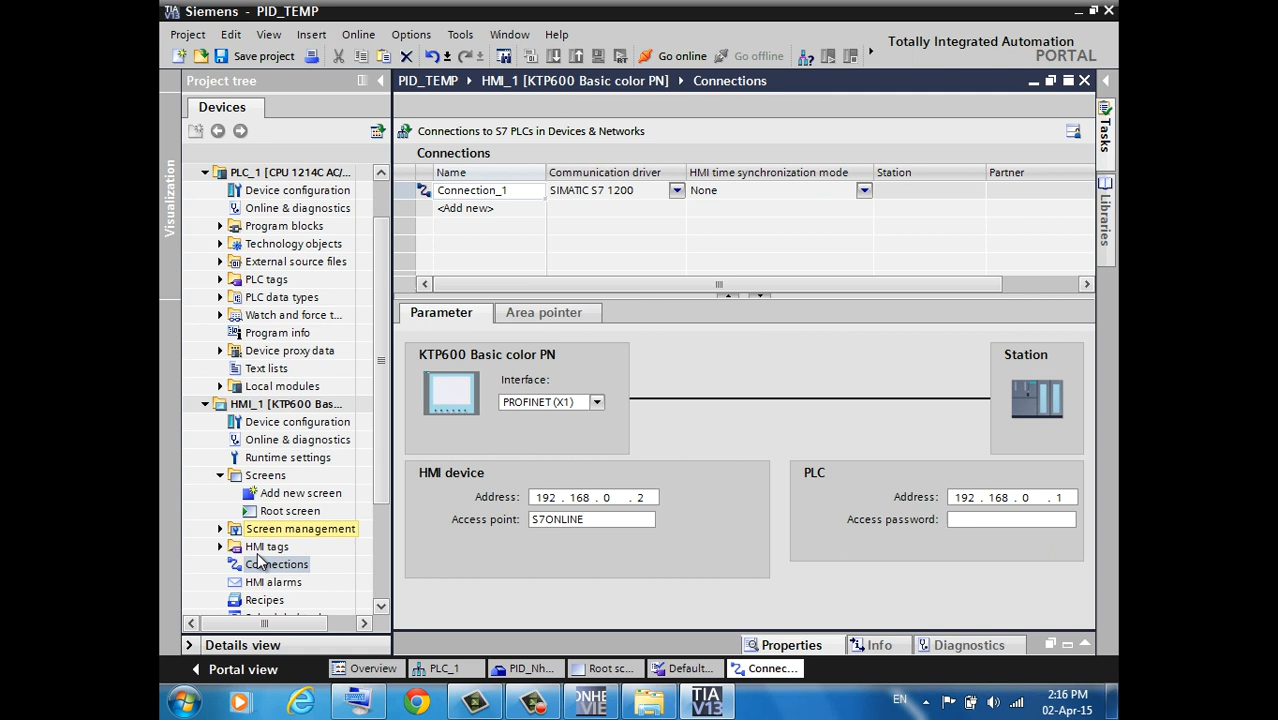 TIA V13 Siemens - PID_TEMP
Project Edit View Insert Online Options Tools Window Help
Totally Integrated Automation
PORTAL
Save project Go online Go offline
Project tree
PID_TEMP HMI_1 [KTP600 Basic color PN] Connections
Devices
Connections to S7 PLCs in Devices & Networks
Connections
Name Communication driver HMI time synchronization mode Station Partner
Connection_1 SIMATIC S7 1200 None
<Add new>
Visualization
Tasks
Libraries
PLC_1 [CPU 1214C AC/...
Device configuration
Online & diagnostics
Program blocks
Technology objects
External source files
PLC tags
PLC data types
Watch and force t...
Program info
Device proxy data
Text lists
Local modules
HMI_1 [KTP600 Bas...
Device configuration
Online & diagnostics
Runtime settings
Screens
Add new screen
Root screen
Screen management
HMI tags
Connections
HMI alarms
Recipes
Parameter Area pointer
KTP600 Basic color PN
Interface:
PROFINET (X1)
Station
HMI device
Address: 192 . 168 . 0 . 2
Access point: S7ONLINE
PLC
Address: 192 . 168 . 0 . 1
Access password:
Details view
Properties Info Diagnostics
Portal view Overview PLC_1 PID_Nh... Root sc... Default... Connec...
TIA V13
EN
2:16 PM
02-Apr-15